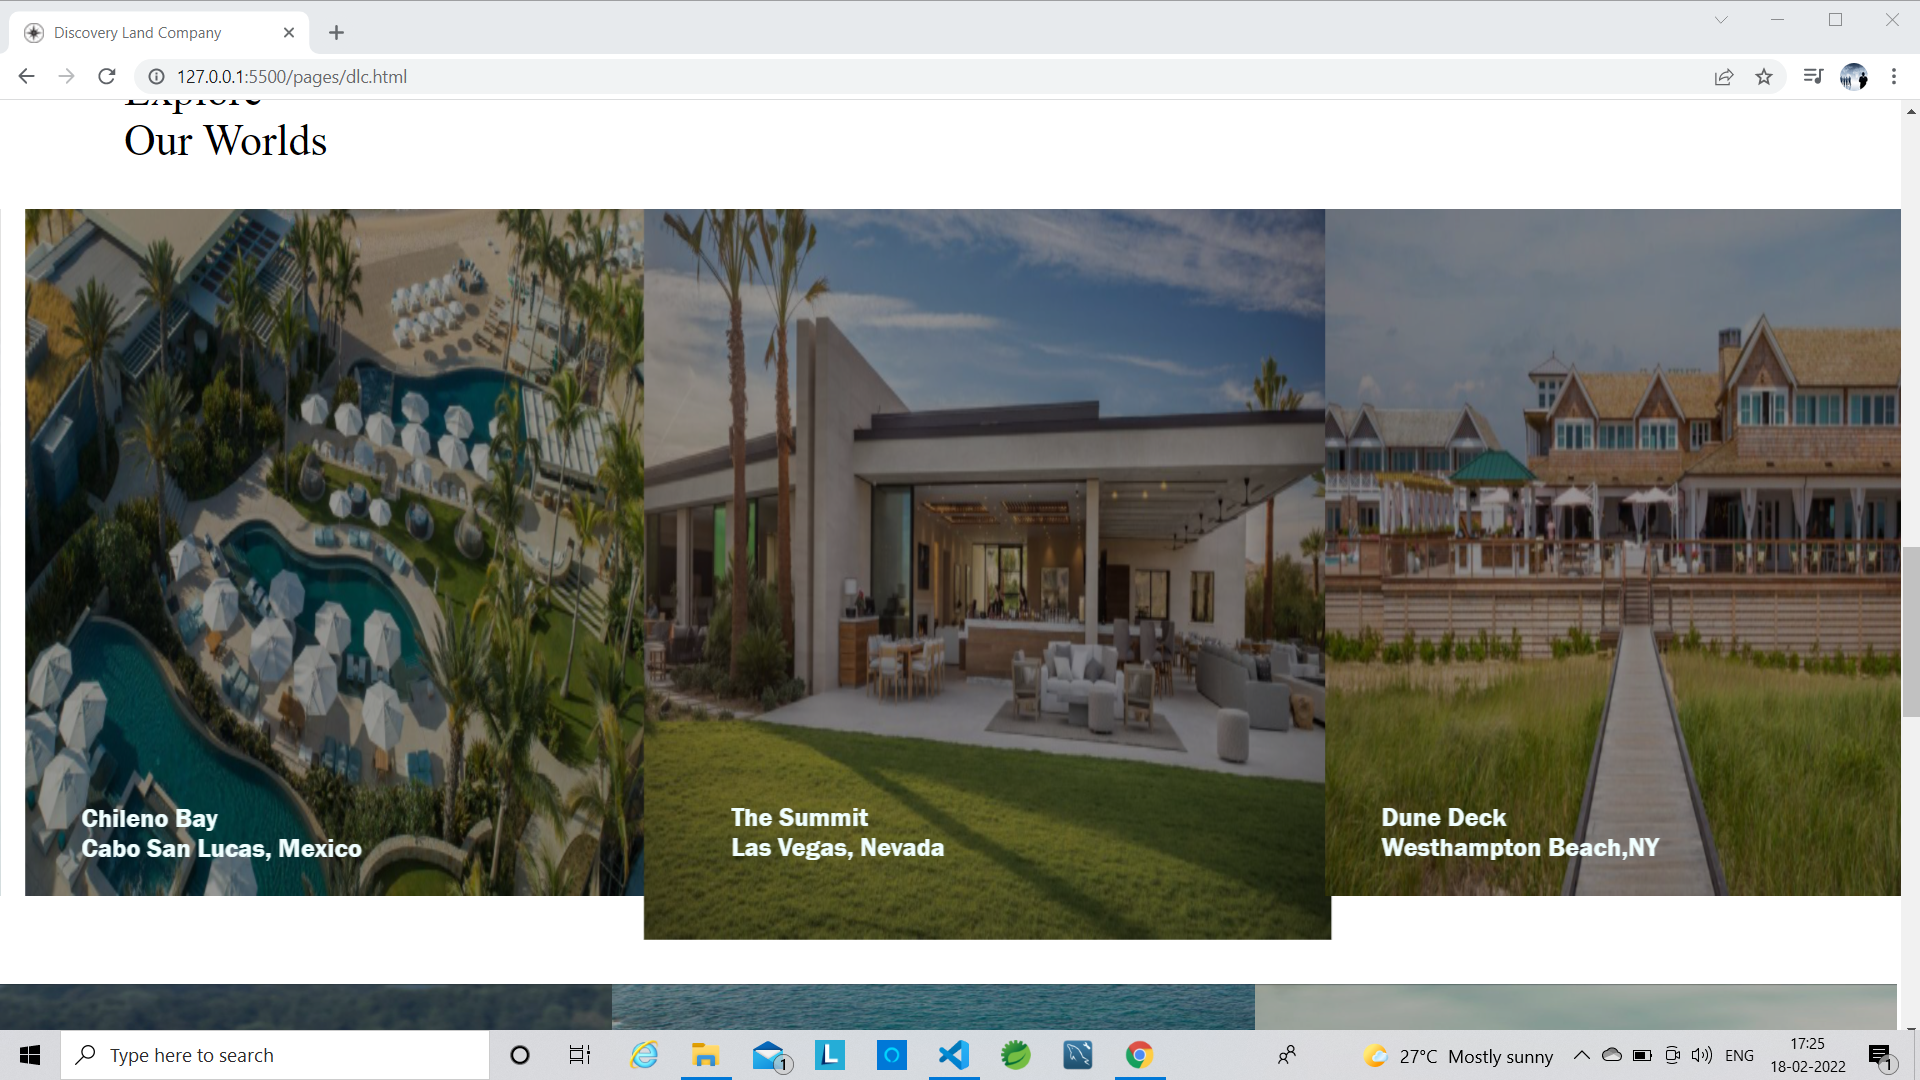 Discovery Land Company
127.0.0.1:5500/pages/dlc.html
Explore
Our Worlds
Chileno Bay
Cabo San Lucas, Mexico
The Summit
Las Vegas, Nevada
Dune Deck
Westhampton Beach,NY
Type here to search
1
L
27°C Mostly sunny
ENG
17:25
18-02-2022
1